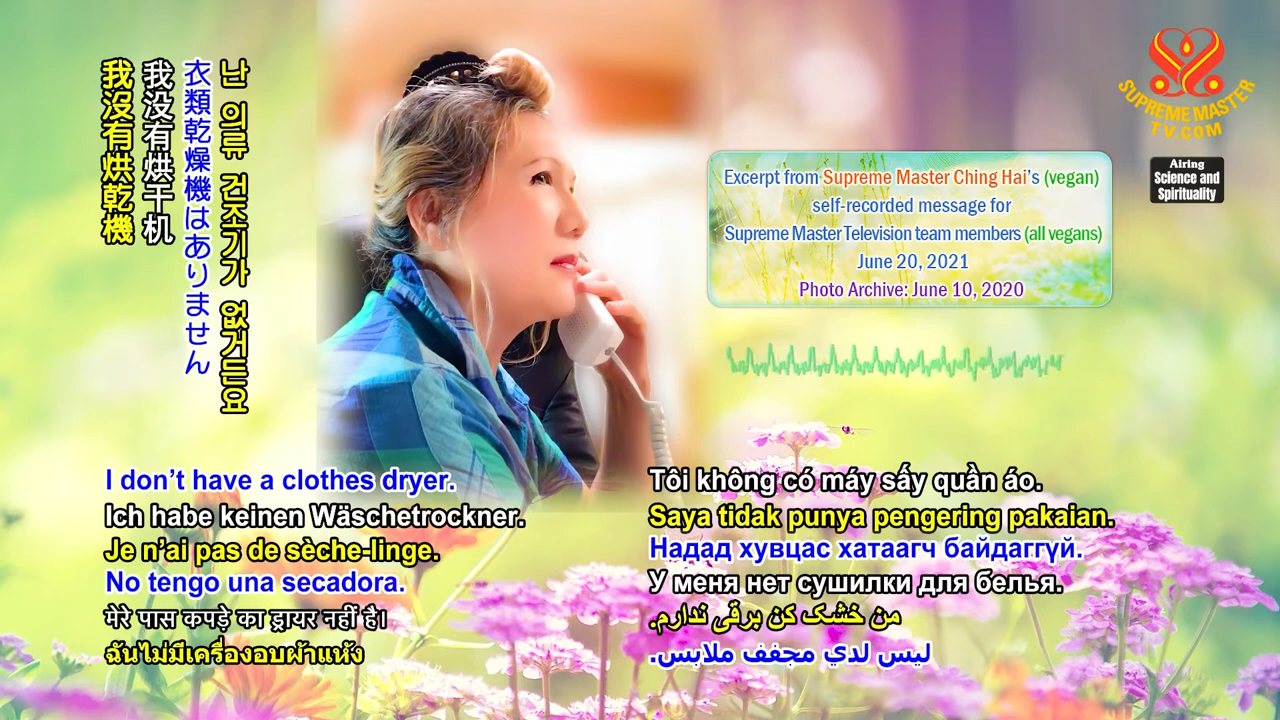 我沒有烘乾機
我没有烘干机
衣類乾燥機はありません
난 의류 건조기가 없거든요
SUPREME MASTER
TV.COM
Airing
Science and
Spirituality
Excerpt from Supreme Master Ching Hai’s (vegan)
self-recorded message for
Supreme Master Television team members (all vegans)
June 20, 2021
Photo Archive: June 10, 2020
I don’t have a clothes dryer.
Ich habe keinen Wäschetrockner.
Je n’ai pas de sèche-linge.
No tengo una secadora.
मेरे पास कपड़े का ड्रायर नहीं है।
ฉันไม่มีเครื่องอบผ้าแห้ง
Tôi không có máy sấy quần áo.
Saya tidak punya pengering pakaian.
Надад хувцас хатаагч байдаггүй.
У меня нет сушилки для белья.
من خشک کن برقی ندارم.
ليس لدي مجفف ملابس.